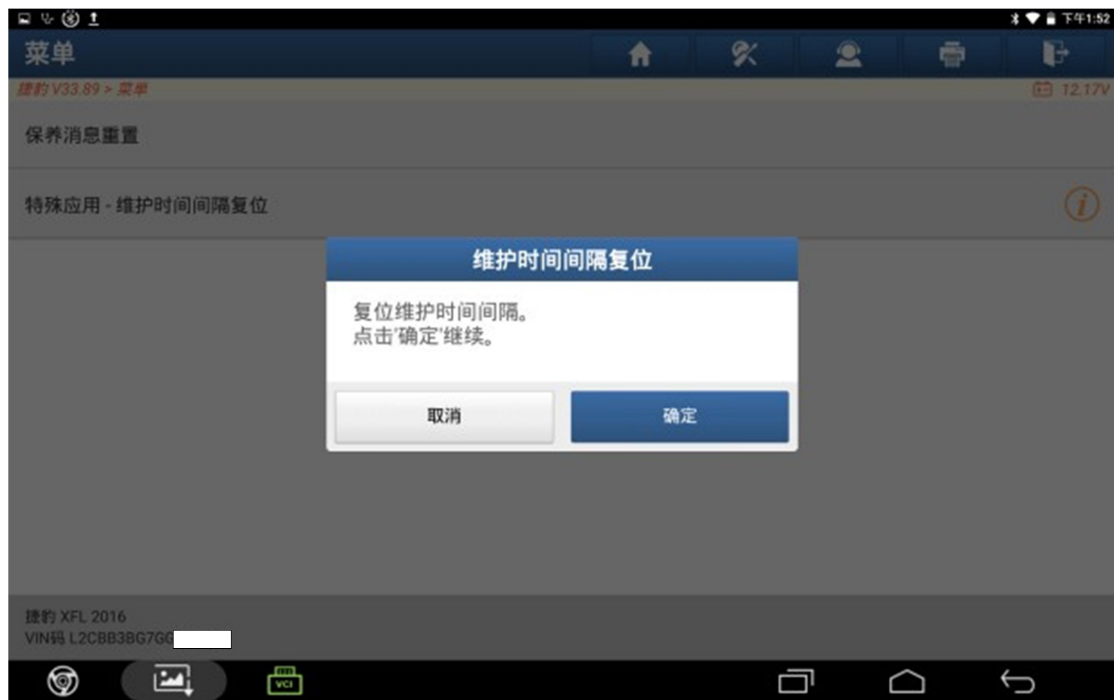 下午1:52
菜单
捷豹 V33.89 > 菜单
12.17V
保养消息重置
特殊应用 - 维护时间间隔复位
i
维护时间间隔复位
复位维护时间间隔。
点击'确定'继续。
取消
确定
捷豹 XFL 2016
VIN码 L2CBB3BG7GG
VCI